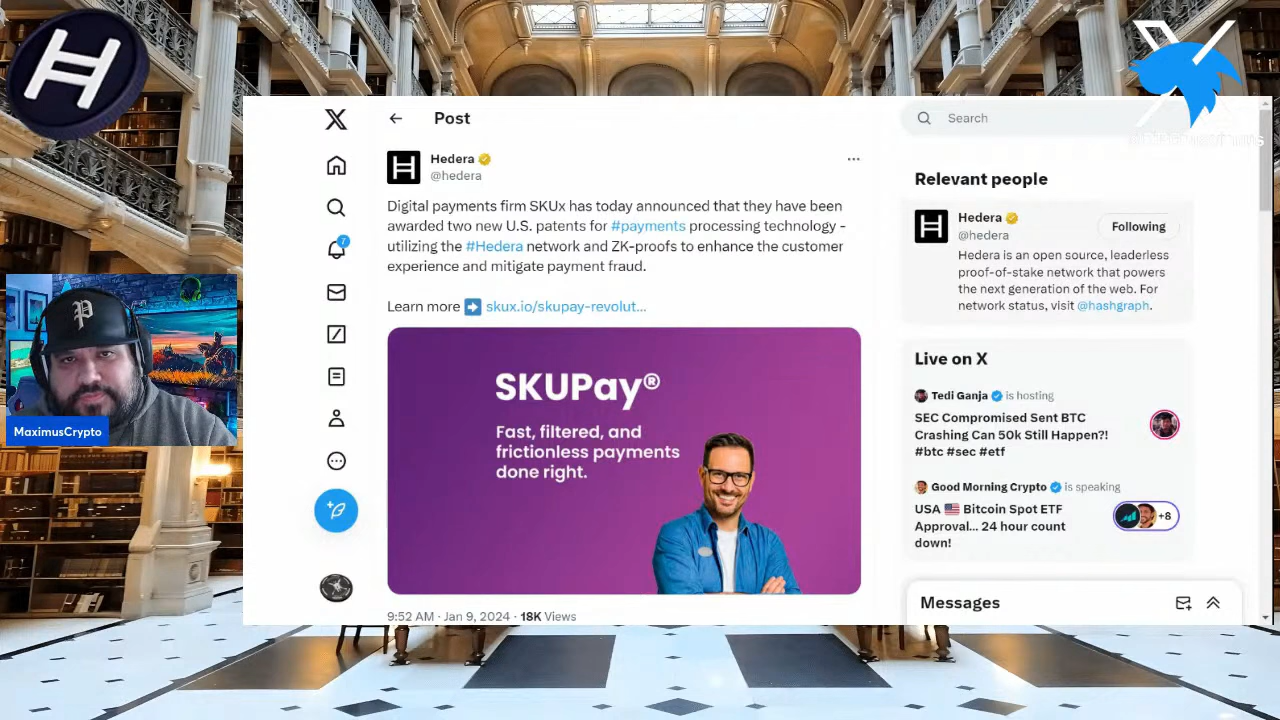 Post
Search
Hedera
@hedera
Digital payments firm SKUx has today announced that they have been
awarded two new U.S. patents for #payments processing technology -
utilizing the #Hedera network and ZK-proofs to enhance the customer
experience and mitigate payment fraud.
Learn more ➡️ skux.io/skupay-revolut...
SKUPay®
Fast, filtered, and
frictionless payments
done right.
9:52 AM · Jan 9, 2024 · 18K Views
Relevant people
Hedera
@hedera
Following
Hedera is an open source, leaderless
proof-of-stake network that powers
the next generation of the web. For
network status, visit @hashgraph.
Live on X
Tedi Ganja is hosting
SEC Compromised Sent BTC
Crashing Can 50k Still Happen?!
#btc #sec #etf
Good Morning Crypto is speaking
USA 🇺🇸 Bitcoin Spot ETF
Approval... 24 hour count
down!
+8
Messages
7
P
MaximusCrypto